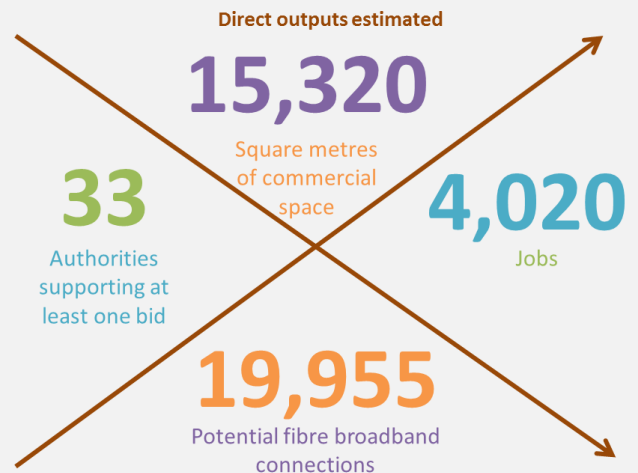 Direct outputs estimated
15,320
Square metres
of commercial
space
33
Authorities
supporting at
least one bid
4,020
Jobs
19,955
Potential fibre broadband
connections